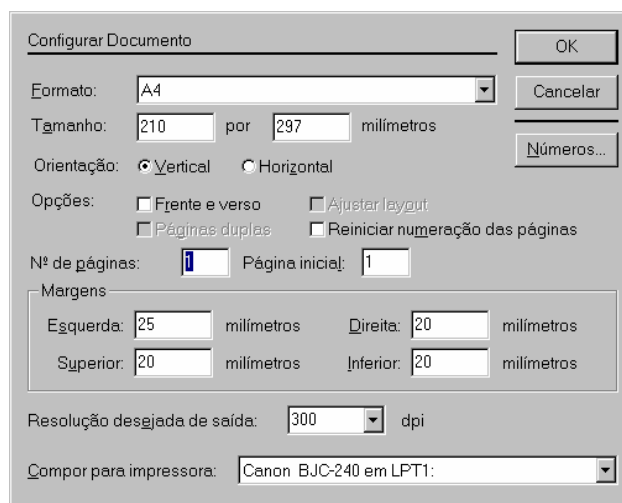 Configurar Documento
OK
Formato: A4
Cancelar
Tamanho: 210 por 297 milímetros
Números...
Orientação: Vertical Horizontal
Opções: Frente e verso Ajustar layout
Páginas duplas Reiniciar numeração das páginas
Nº de páginas: 1 Página inicial: 1
Margens
Esquerda: 25 milímetros Direita: 20 milímetros
Superior: 20 milímetros Inferior: 20 milímetros
Resolução desejada de saída: 300 dpi
Compor para impressora: Canon BJC-240 em LPT1: